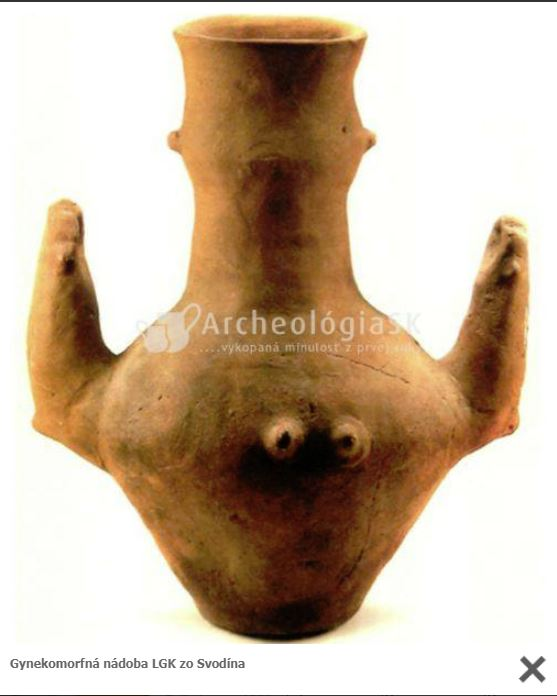 ArcheológiaSK
....vykopaná minulosť z prvej ruky
Gynekomorfná nádoba LGK zo Svodína